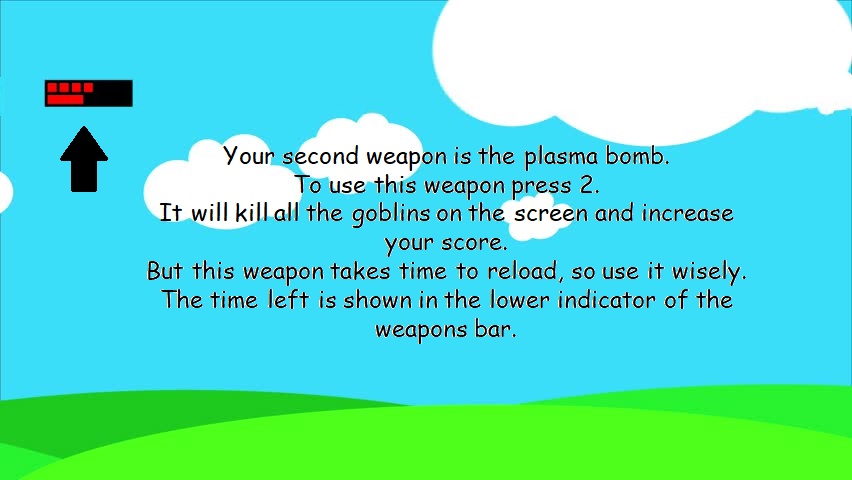 Your second weapon is the plasma bomb.
To use this weapon press 2.
It will kill all the goblins on the screen and increase
your score.
But this weapon takes time to reload, so use it wisely.
The time left is shown in the lower indicator of the
weapons bar.